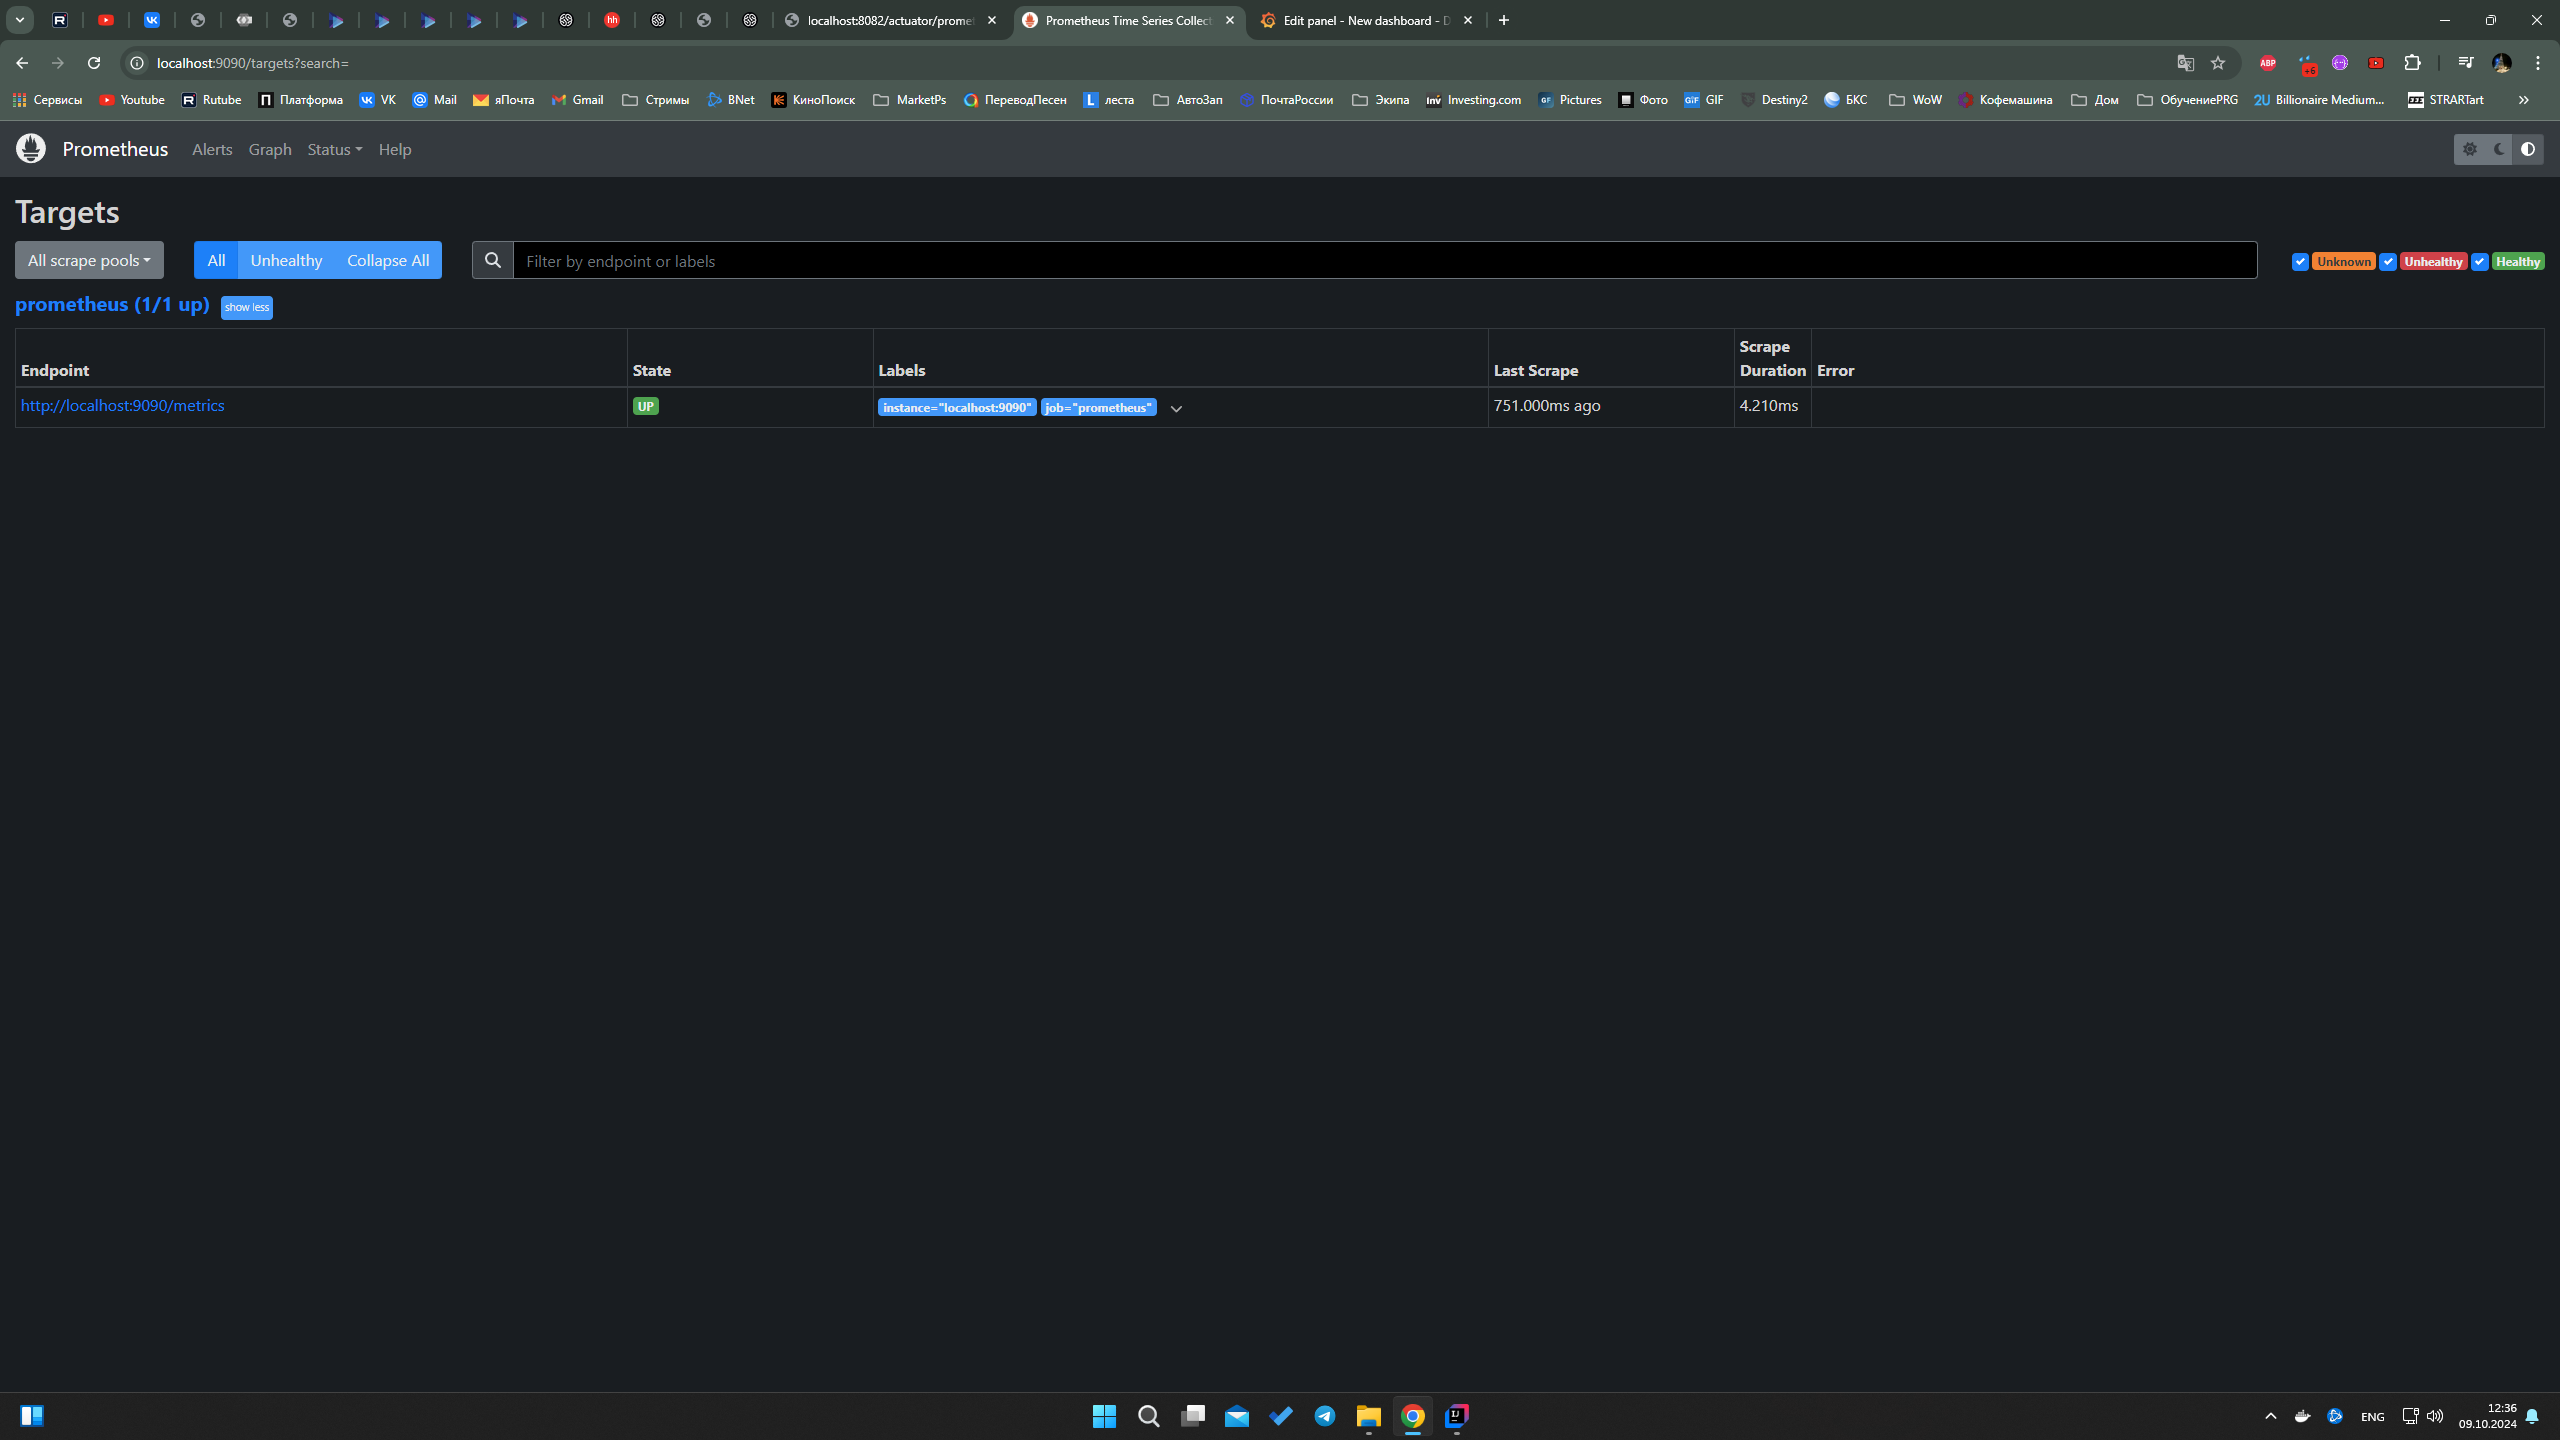 localhost:8082/actuator/promet
Prometheus Time Series Collect
Edit panel - New dashboard - D
localhost:9090/targets?search=
Сервисы Youtube Rutube Платформа VK Mail яПочта Gmail Стримы BNet КиноПоиск MarketPs ПереводПесен леста АвтоЗап ПочтаРоссии Экипа Investing.com Pictures Фото GIF Destiny2 БКС WoW Кофемашина Дом ОбучениеPRG Billionaire Medium... STRARTart
Prometheus Alerts Graph Status Help
Targets
All scrape pools All Unhealthy Collapse All Filter by endpoint or labels Unknown Unhealthy Healthy
prometheus (1/1 up) show less
Endpoint State Labels Last Scrape Scrape Duration Error
http://localhost:9090/metrics UP instance="localhost:9090" job="prometheus" 751.000ms ago 4.210ms
ENG 12:36
09.10.2024